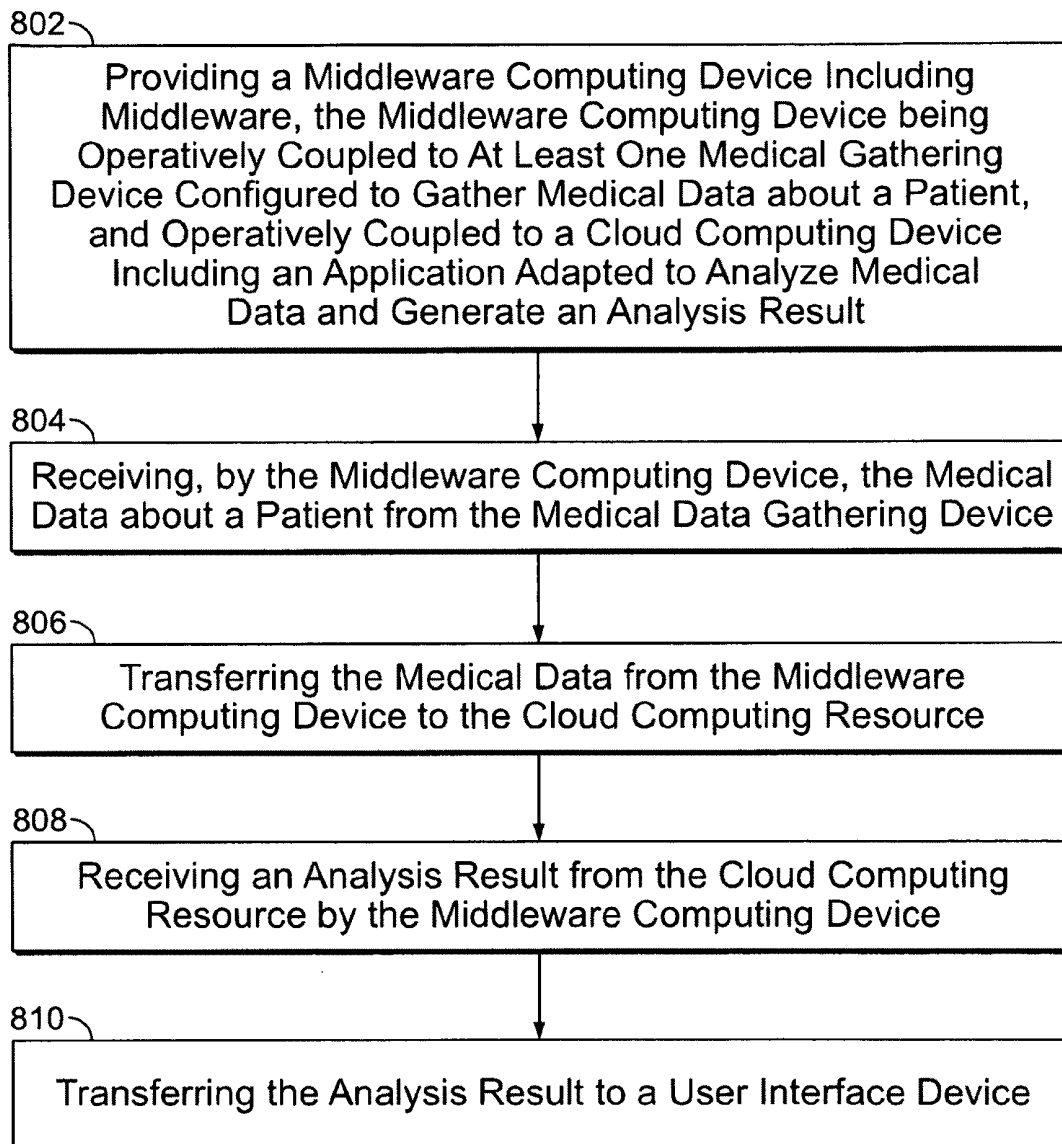 802
Providing a Middleware Computing Device Including
Middleware, the Middleware Computing Device being
Operatively Coupled to At Least One Medical Gathering
Device Configured to Gather Medical Data about a Patient,
and Operatively Coupled to a Cloud Computing Device
Including an Application Adapted to Analyze Medical
Data and Generate an Analysis Result
804
Receiving, by the Middleware Computing Device, the Medical
Data about a Patient from the Medical Data Gathering Device
806
Transferring the Medical Data from the Middleware
Computing Device to the Cloud Computing Resource
808
Receiving an Analysis Result from the Cloud Computing
Resource by the Middleware Computing Device
810
Transferring the Analysis Result to a User Interface Device